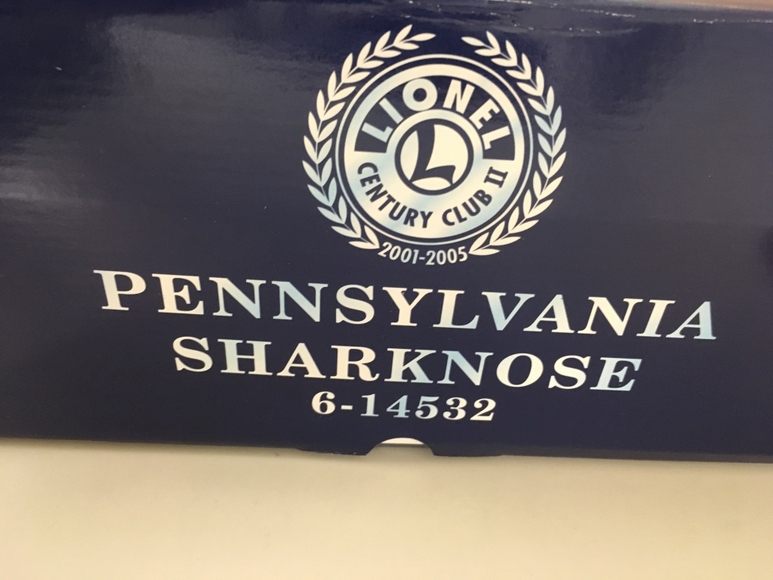 LIONEL
L
CENTURY CLUB II
2001-2005
PENNSYLVANIA
SHARKNOSE
6-14532